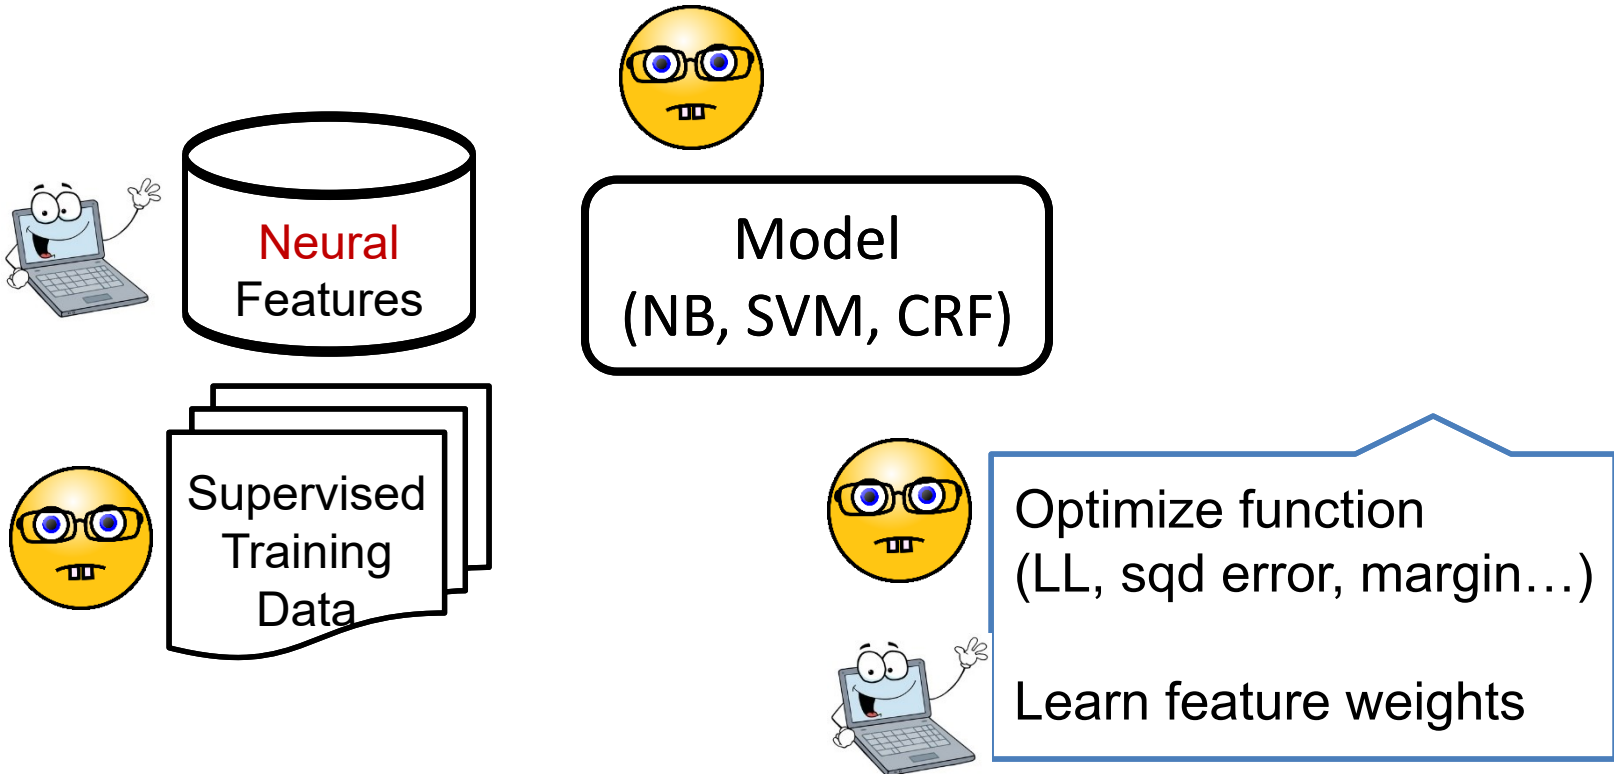 Neural
Features
Model
(NB, SVM, CRF)
Supervised
Training
Data
Optimize function
(LL, sqd error, margin…)
Learn feature weights